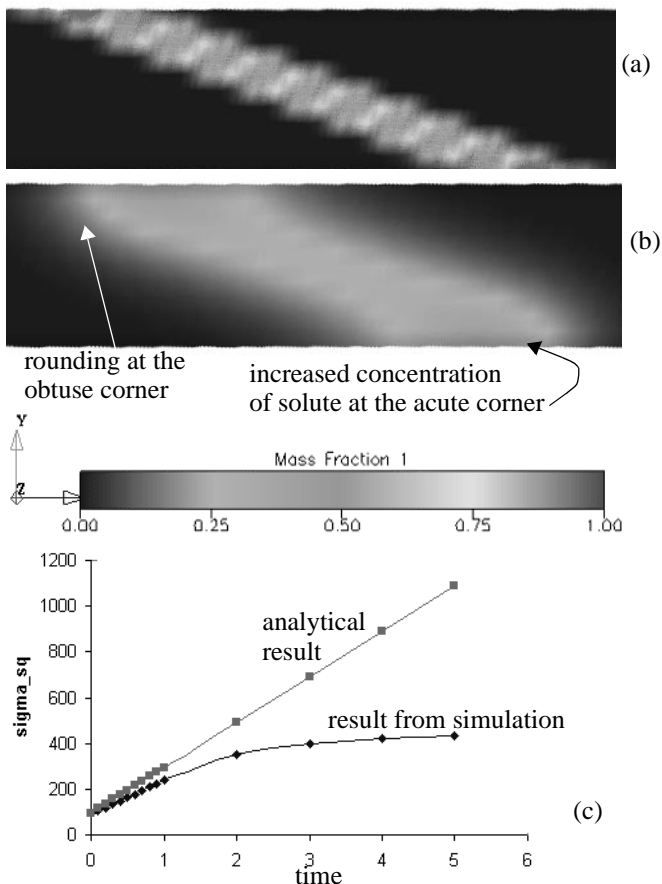 (a)
(b)
rounding at the
obtuse corner
increased concentration
of solute at the acute corner
Y
Z
Mass Fraction 1
0.00 0.25 0.50 0.75 1.00
1200
1000
800
600
400
200
0
sigma_sq
analytical
result
result from simulation
(c)
0 1 2 3 4 5 6
time